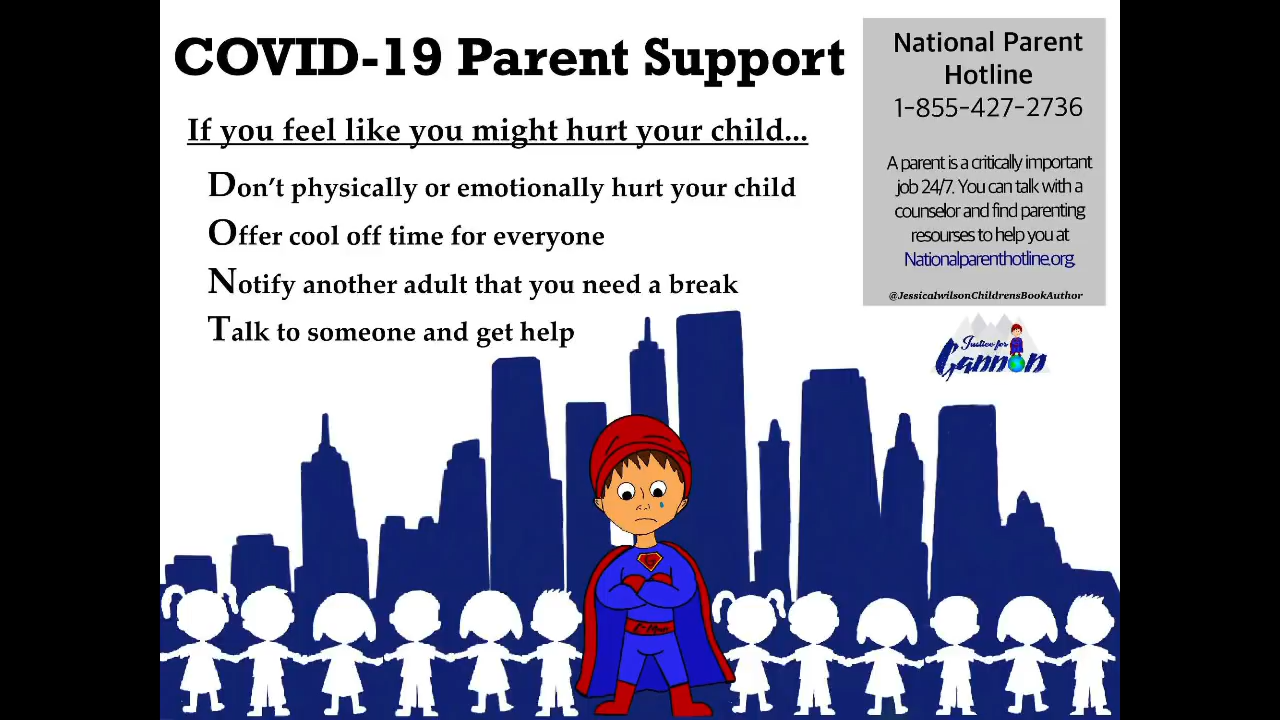 COVID-19 Parent Support
If you feel like you might hurt your child...
Don't physically or emotionally hurt your child
Offer cool off time for everyone
Notify another adult that you need a break
Talk to someone and get help
National Parent
Hotline
1-855-427-2736
A parent is a critically important
job 24/7. You can talk with a
counselor and find parenting
resourses to help you at
Nationalparenthotline.org.
@JessicalwilsonChildrensBookAuthor
Justice for
Gannon